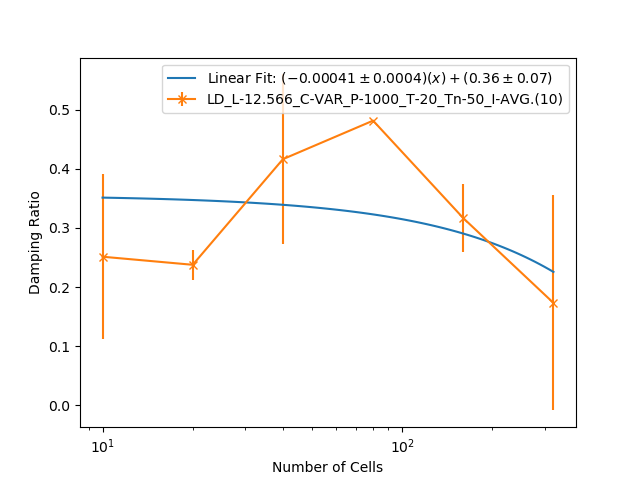 Linear Fit: (−0.00041 ± 0.0004)(x) + (0.36 ± 0.07)
LD_L-12.566_C-VAR_P-1000_T-20_Tn-50_I-AVG.(10)
Damping Ratio
0.5
0.4
0.3
0.2
0.1
0.0
10¹
10²
Number of Cells